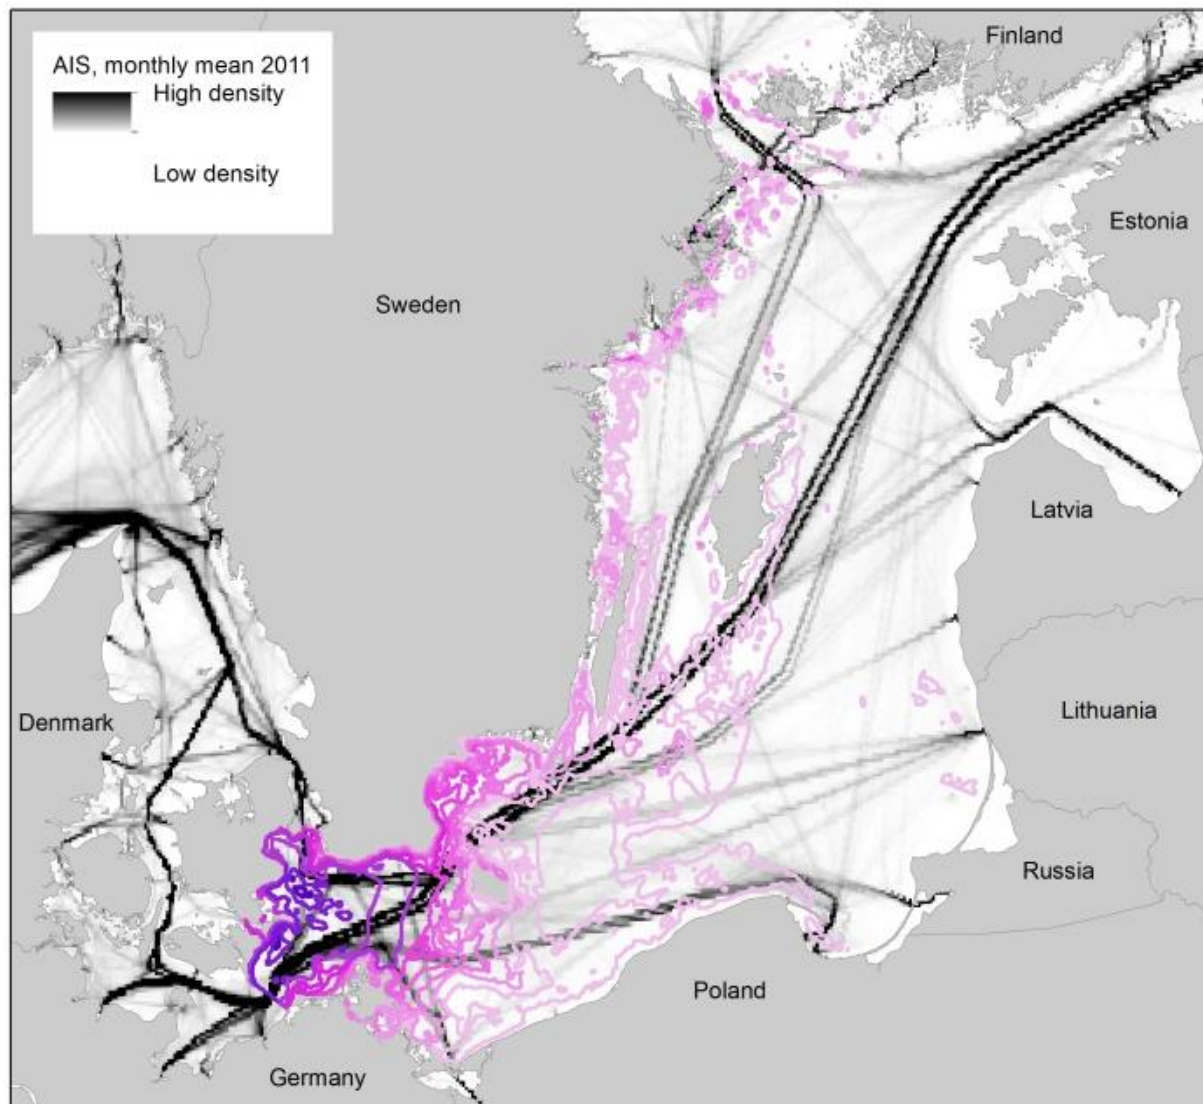 AIS, monthly mean 2011
High density
Low density
Finland
Estonia
Sweden
Latvia
Lithuania
Denmark
Russia
Poland
Germany